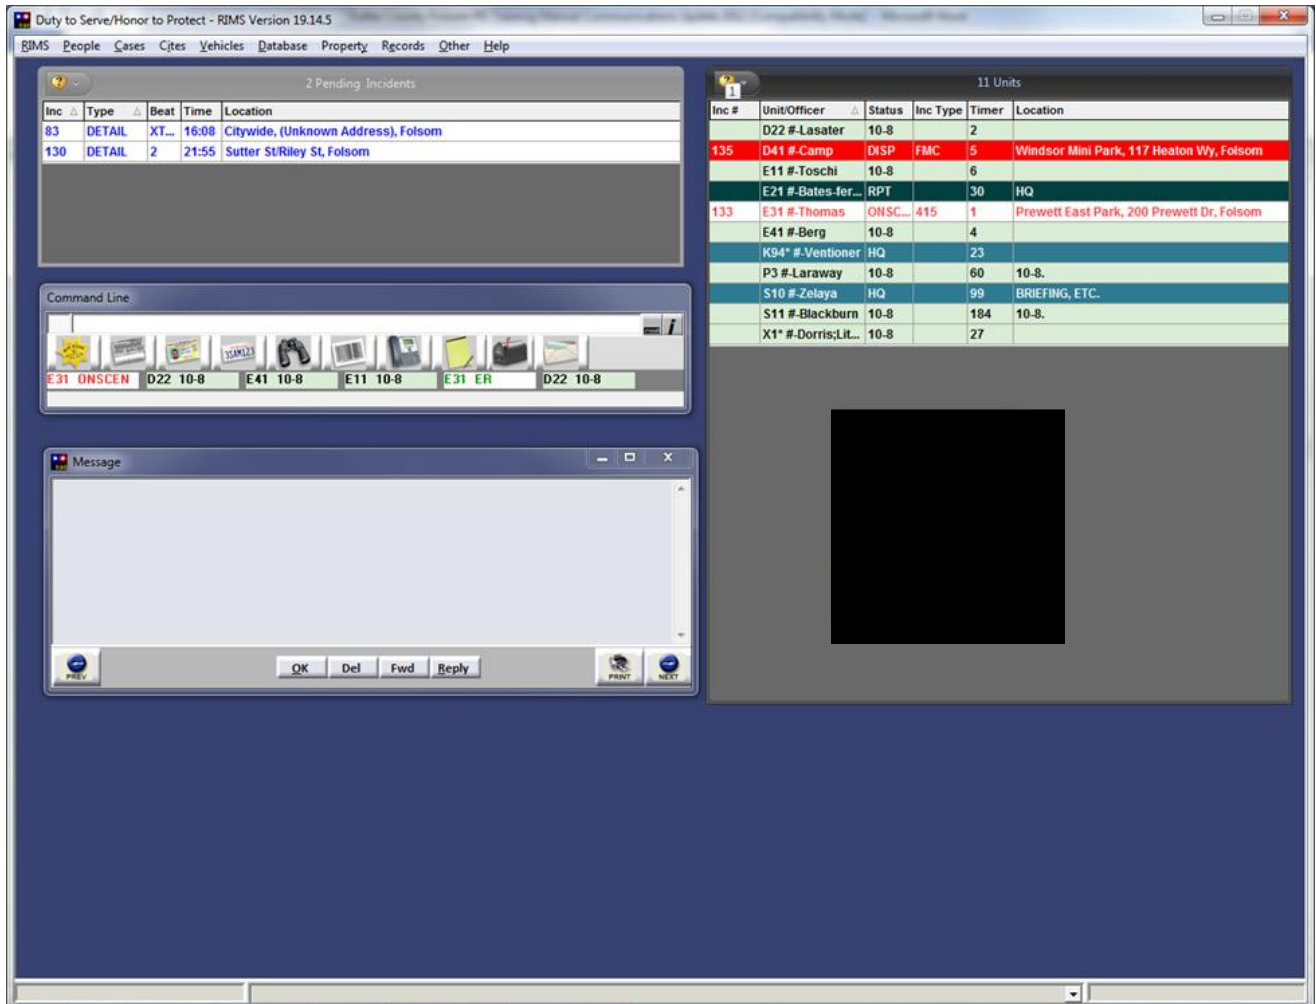 Duty to Serve/Honor to Protect - RIMS Version 19.14.5
RIMS People Cases Cites Vehicles Database Property Records Other Help
2 Pending Incidents
Inc Type Beat Time Location
83 DETAIL XT... 16:08 Citywide, (Unknown Address), Folsom
130 DETAIL 2 21:55 Sutter St/Riley St, Folsom
Command Line
3SAM123
E31 ONSCEN D22 10-8 E41 10-8 E11 10-8 E31 ER D22 10-8
Message
PREV OK Del Fwd Reply PRINT NEXT
1 11 Units
Inc # Unit/Officer Status Inc Type Timer Location
D22 #-Lasater 10-8 2
135 D41 #-Camp DISP FMC 5 Windsor Mini Park, 117 Heaton Wy, Folsom
E11 #-Toschi 10-8 6
E21 #-Bates-fer... RPT 30 HQ
133 E31 #-Thomas ONSC... 415 1 Prewett East Park, 200 Prewett Dr, Folsom
E41 #-Berg 10-8 4
K94* #-Ventioner HQ 23
P3 #-Laraway 10-8 60 10-8.
S10 #-Zelaya HQ 99 BRIEFING, ETC.
S11 #-Blackburn 10-8 184 10-8.
X1* #-Dorris;Lit... 10-8 27